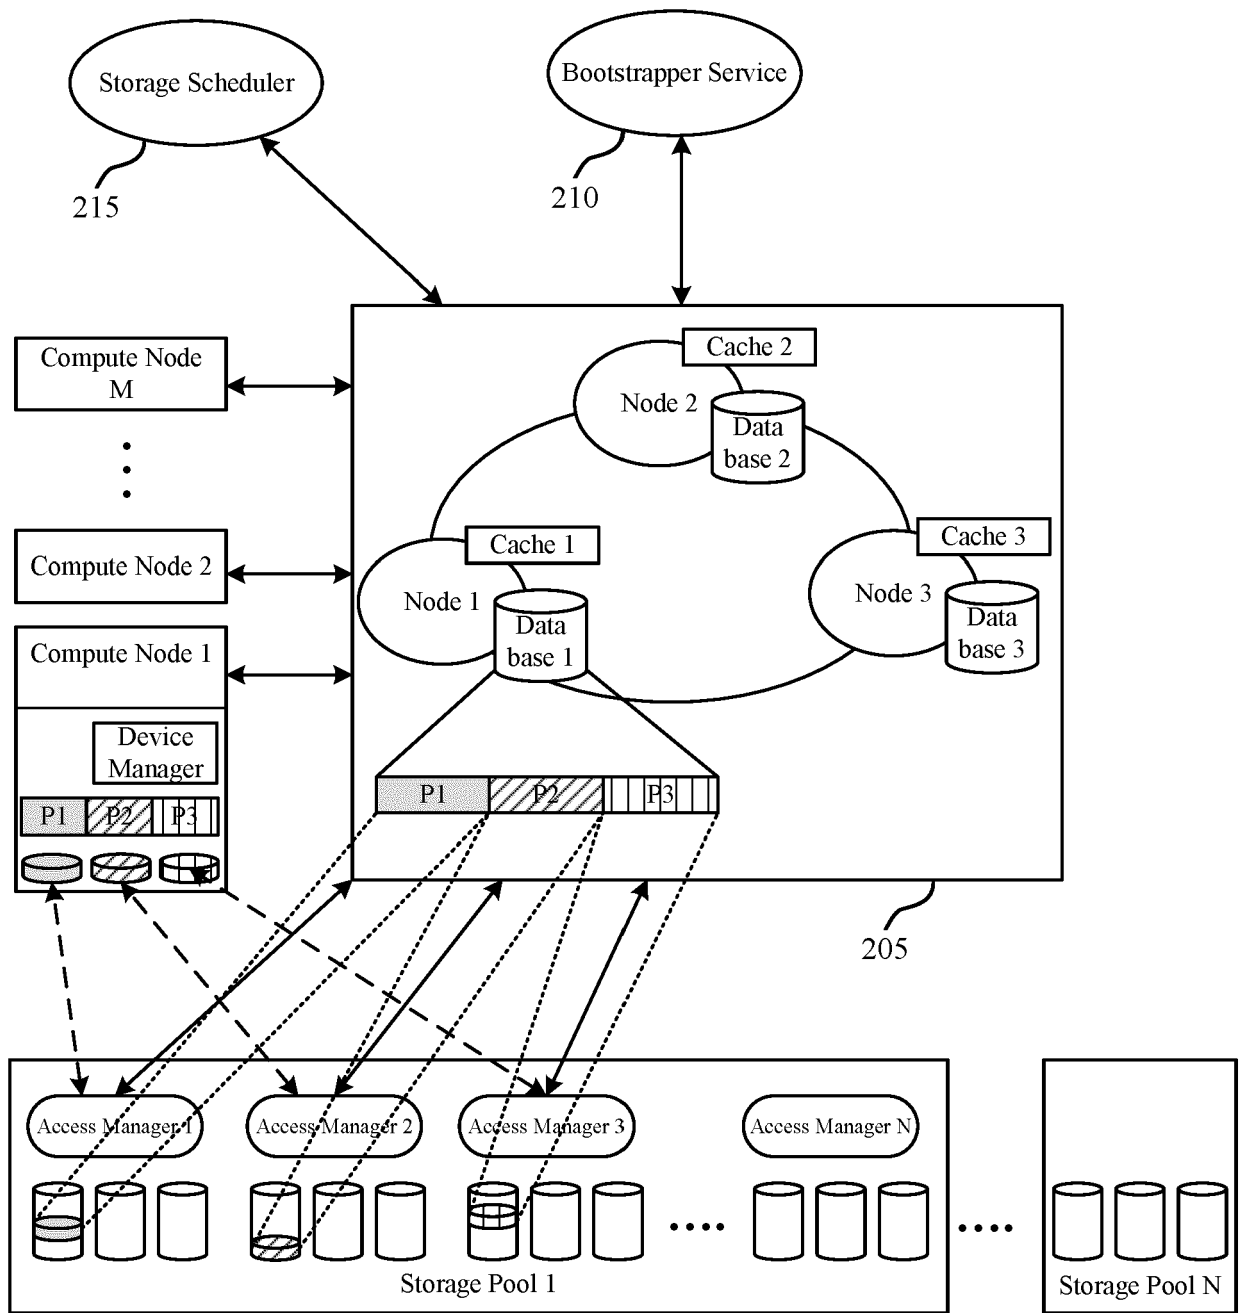 Storage Scheduler
Bootstrapper Service
215
210
Compute Node
M
Cache 2
Node 2
Data
base 2
Compute Node 2
Cache 1
Cache 3
Node 1
Data
base 1
Node 3
Data
base 3
Compute Node 1
Device
Manager
P1
P2
P3
P1
P2
P3
205
Access Manager 1
Access Manager 2
Access Manager 3
Access Manager N
Storage Pool 1
Storage Pool N